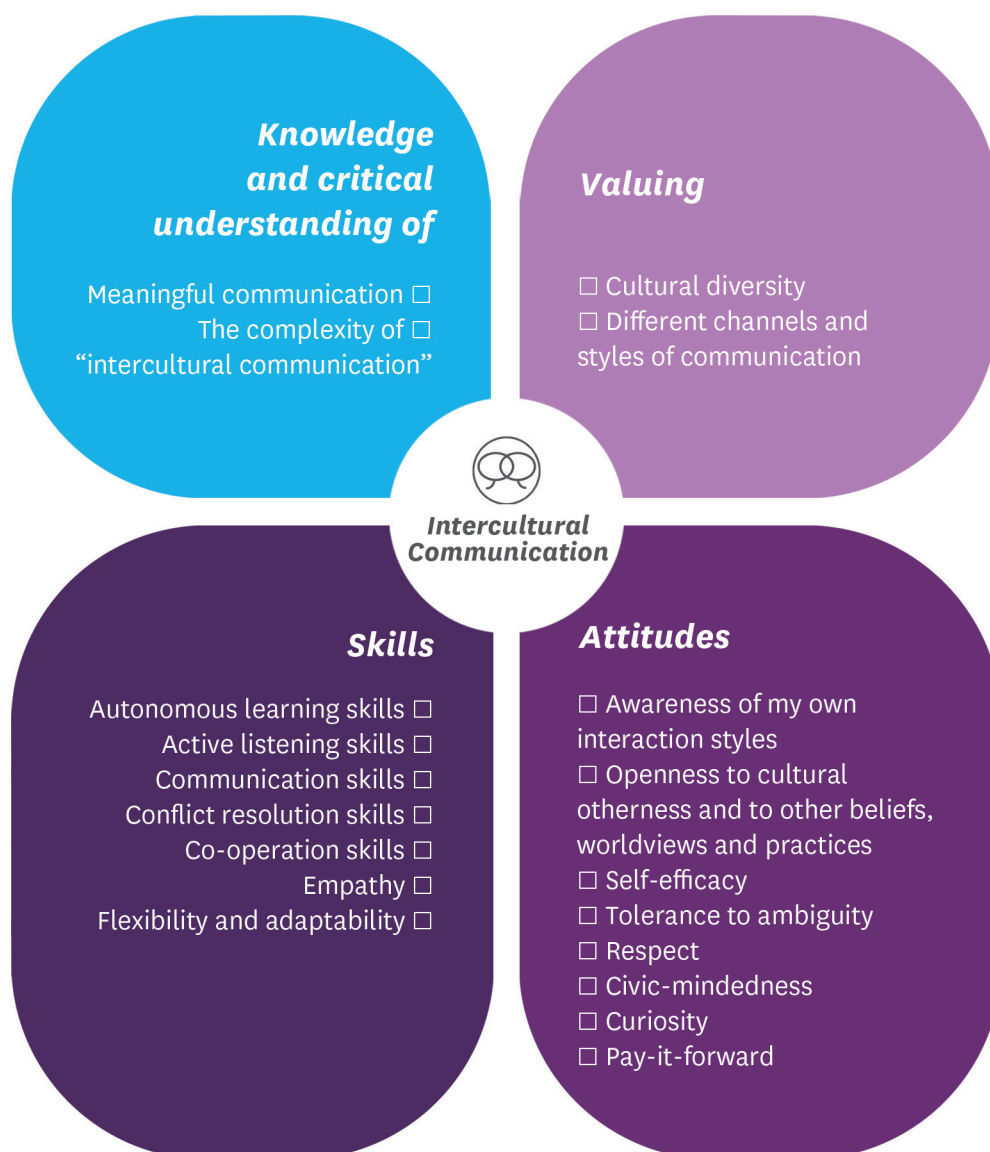 Knowledge
and critical
understanding of
Meaningful communication ☐
The complexity of ☐
“intercultural communication”
Valuing
☐ Cultural diversity
☐ Different channels and
styles of communication
Intercultural
Communication
Skills
Autonomous learning skills ☐
Active listening skills ☐
Communication skills ☐
Conflict resolution skills ☐
Co-operation skills ☐
Empathy ☐
Flexibility and adaptability ☐
Attitudes
☐ Awareness of my own
interaction styles
☐ Openness to cultural
otherness and to other beliefs,
worldviews and practices
☐ Self-efficacy
☐ Tolerance to ambiguity
☐ Respect
☐ Civic-mindedness
☐ Curiosity
☐ Pay-it-forward